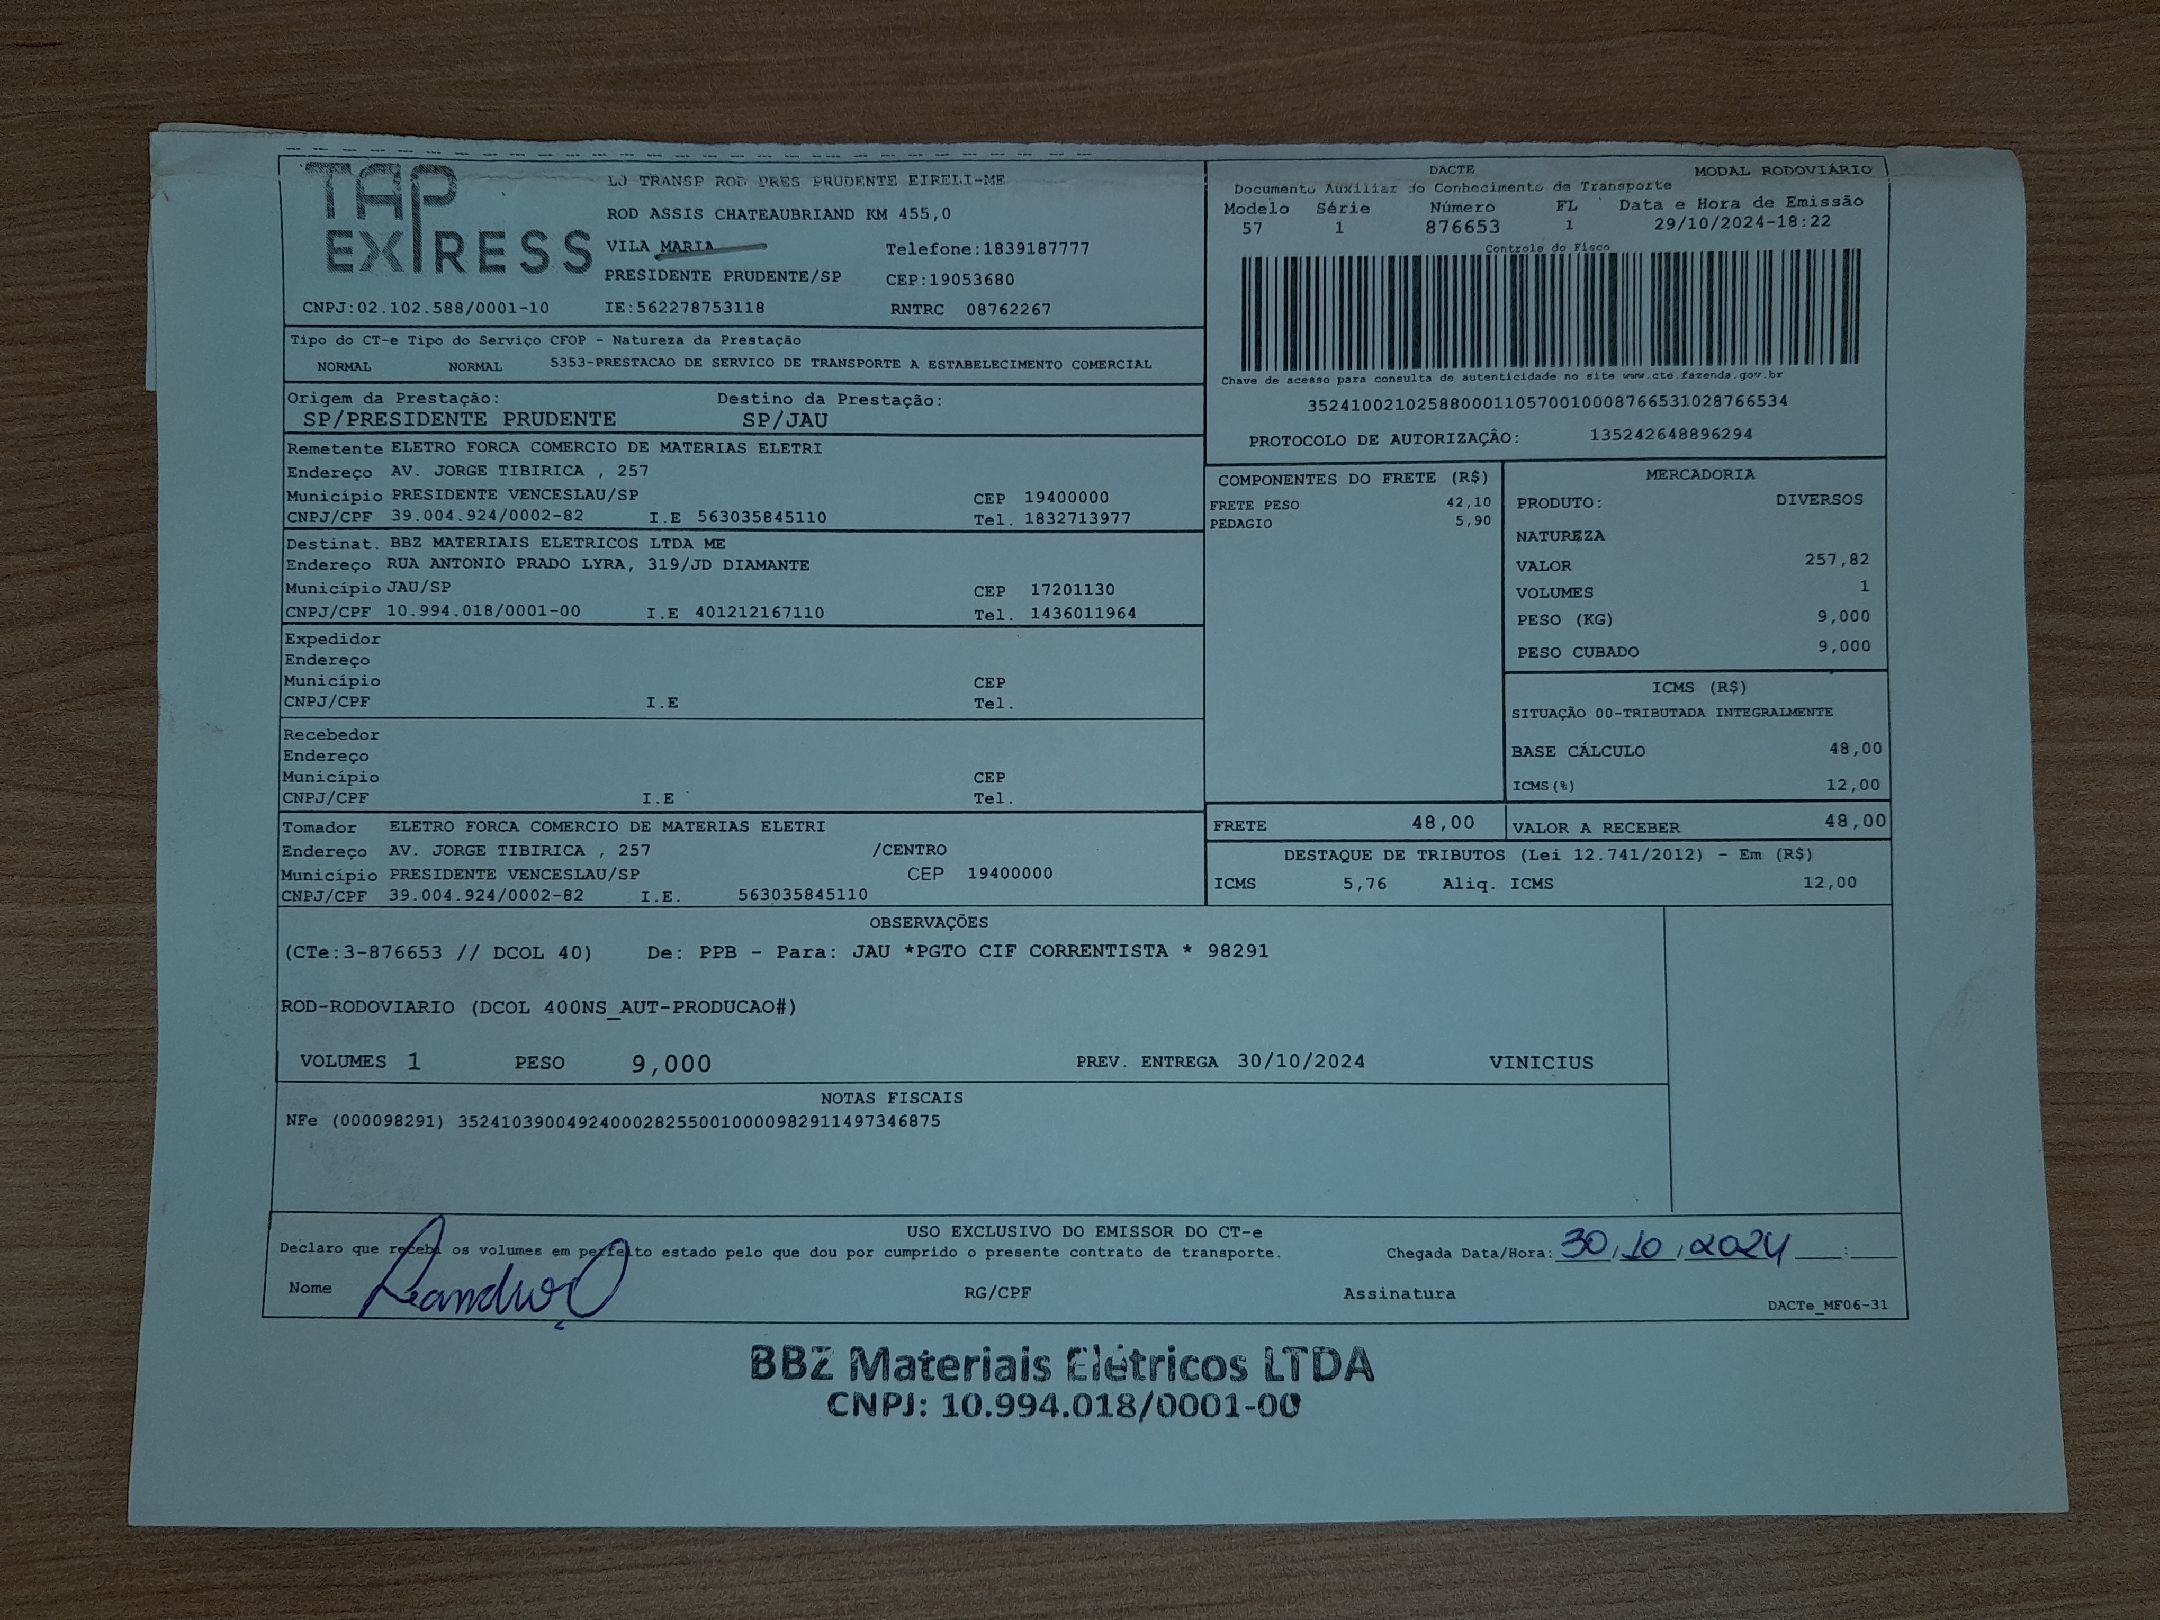 TAP
EXPRESS
LJ TRANSP ROD PRES PRUDENTE EIRELI-ME
ROD ASSIS CHATEAUBRIAND KM 455,0
VILA MARIA Telefone:1839187777
PRESIDENTE PRUDENTE/SP CEP:19053680
CNPJ:02.102.588/0001-10 IE:562278753118 RNTRC 08762267
DACTE MODAL RODOVIÁRIO
Documento Auxiliar do Conhecimento de Transporte
Modelo Série Número FL Data e Hora de Emissão
57 1 876653 1 29/10/2024-18:22
Controle do Fisco
Chave de acesso para consulta de autenticidade no site www.cte.fazenda.gov.br
35241002102588000110570010008766531028766534
PROTOCOLO DE AUTORIZAÇÃO: 135242648896294
Tipo do CT-e Tipo do Serviço CFOP - Natureza da Prestação
NORMAL NORMAL 5353-PRESTACAO DE SERVICO DE TRANSPORTE A ESTABELECIMENTO COMERCIAL
Origem da Prestação: Destino da Prestação:
SP/PRESIDENTE PRUDENTE SP/JAU
Remetente ELETRO FORCA COMERCIO DE MATERIAS ELETRI
Endereço AV. JORGE TIBIRICA , 257
Município PRESIDENTE VENCESLAU/SP CEP 19400000
CNPJ/CPF 39.004.924/0002-82 I.E 563035845110 Tel. 1832713977
Destinat. BBZ MATERIAIS ELETRICOS LTDA ME
Endereço RUA ANTONIO PRADO LYRA, 319/JD DIAMANTE
Município JAU/SP CEP 17201130
CNPJ/CPF 10.994.018/0001-00 I.E 401212167110 Tel. 1436011964
Expedidor
Endereço
Município CEP
CNPJ/CPF I.E Tel.
Recebedor
Endereço
Município CEP
CNPJ/CPF I.E Tel.
Tomador ELETRO FORCA COMERCIO DE MATERIAS ELETRI
Endereço AV. JORGE TIBIRICA , 257 /CENTRO
Município PRESIDENTE VENCESLAU/SP CEP 19400000
CNPJ/CPF 39.004.924/0002-82 I.E. 563035845110
COMPONENTES DO FRETE (R$)
FRETE PESO 42,10
PEDAGIO 5,90
MERCADORIA
PRODUTO: DIVERSOS
NATUREZA
VALOR 257,82
VOLUMES 1
PESO (KG) 9,000
PESO CUBADO 9,000
ICMS (R$)
SITUAÇÃO 00-TRIBUTADA INTEGRALMENTE
BASE CÁLCULO 48,00
ICMS(%) 12,00
FRETE 48,00 VALOR A RECEBER 48,00
DESTAQUE DE TRIBUTOS (Lei 12.741/2012) - Em (R$)
ICMS 5,76 Aliq. ICMS 12,00
OBSERVAÇÕES
(CTe:3-876653 // DCOL 40) De: PPB - Para: JAU *PGTO CIF CORRENTISTA * 98291
ROD-RODOVIARIO (DCOL 400NS_AUT-PRODUCAO#)
VOLUMES 1 PESO 9,000 PREV. ENTREGA 30/10/2024 VINICIUS
NOTAS FISCAIS
NFe (000098291) 35241039004924000282550010000982911497346875
USO EXCLUSIVO DO EMISSOR DO CT-e
Declaro que recebi os volumes em perfeito estado pelo que dou por cumprido o presente contrato de transporte. Chegada Data/Hora: 30/10/2024 __:__
Nome RG/CPF Assinatura
DACTe_MF06-31
BBZ Materiais Elétricos LTDA
CNPJ: 10.994.018/0001-00